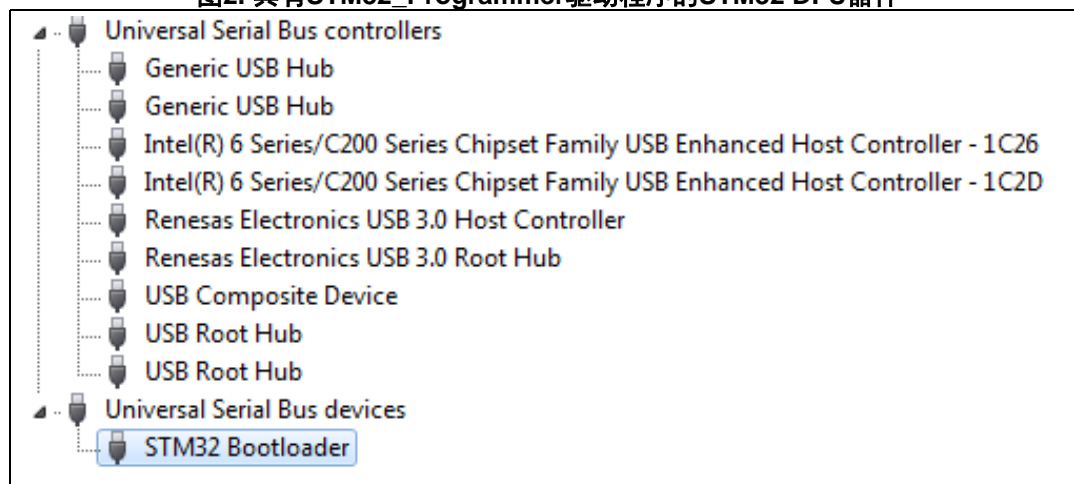 图2. 具有STM32_Programmer驱动程序的STM32 DFU器件
Universal Serial Bus controllers
Generic USB Hub
Generic USB Hub
Intel(R) 6 Series/C200 Series Chipset Family USB Enhanced Host Controller - 1C26
Intel(R) 6 Series/C200 Series Chipset Family USB Enhanced Host Controller - 1C2D
Renesas Electronics USB 3.0 Host Controller
Renesas Electronics USB 3.0 Root Hub
USB Composite Device
USB Root Hub
USB Root Hub
Universal Serial Bus devices
STM32 Bootloader